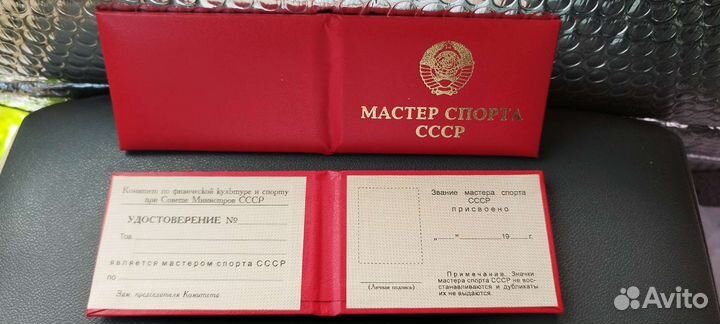 МАСТЕР СПОРТА
СССР
Комитет по физической культуре и спорту
при Совете Министров СССР
УДОСТОВЕРЕНИЕ №
Тов.
является мастером спорта СССР
по
Зам. председателя Комитета
Звание мастера спорта
СССР
присвоено
„ " 19 г.
(Личная подпись)
Примечание. Значки
мастера спорта СССР не вос-
станавливаются и дубликаты
их не выдаются.
Avito